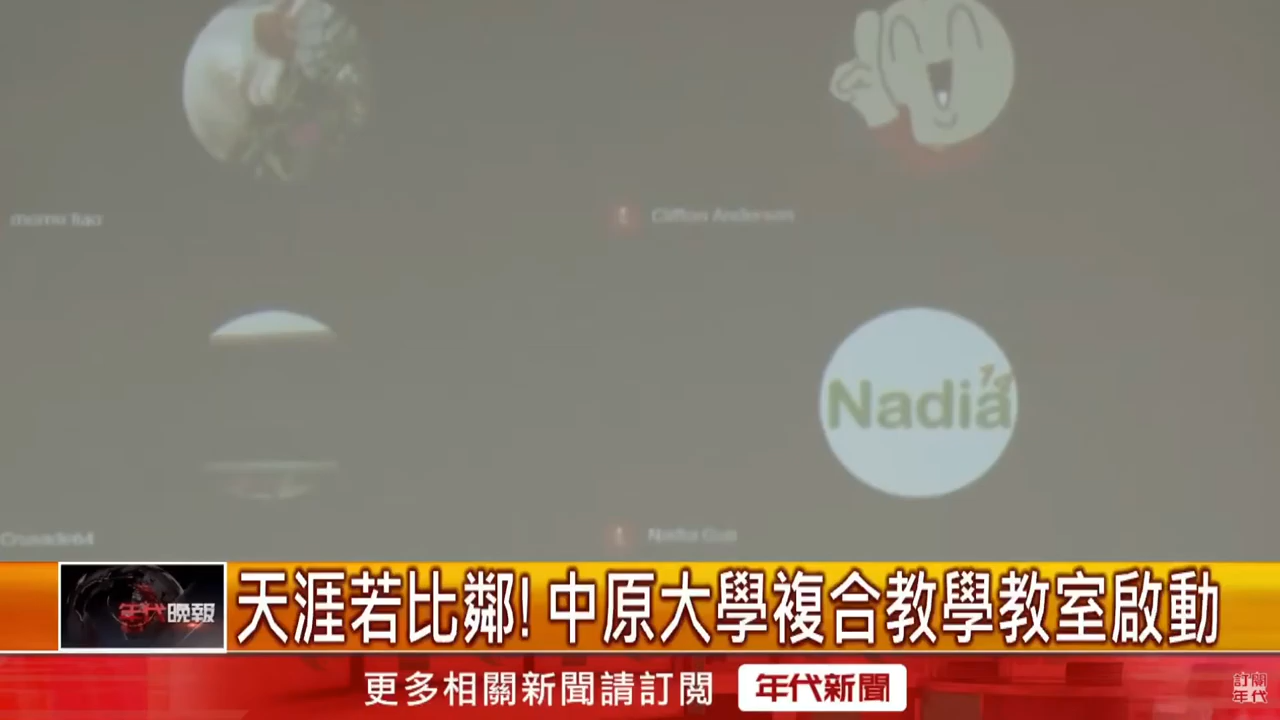 Clifton Anderson
Nadia
Crusade64
年代晚報
天涯若比鄰!中原大學複合教學教室啟動
更多相關新聞請訂閱 年代新聞
訂閱
年代